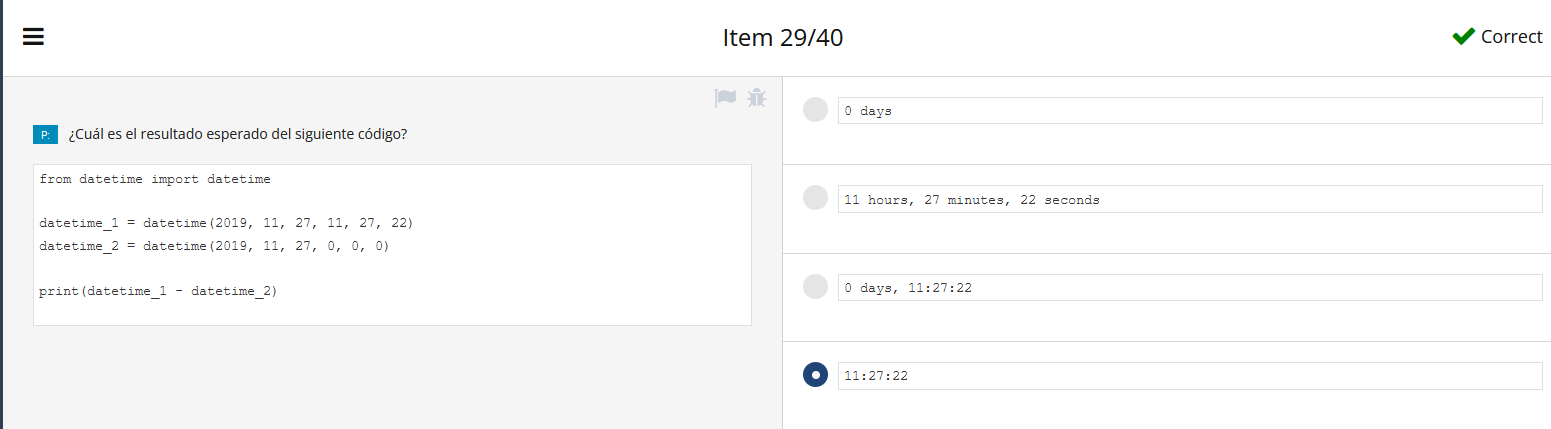 Item 29/40
Correct
P: ¿Cuál es el resultado esperado del siguiente código?
from datetime import datetime
datetime_1 = datetime(2019, 11, 27, 11, 27, 22)
datetime_2 = datetime(2019, 11, 27, 0, 0, 0)
print(datetime_1 - datetime_2)
0 days
11 hours, 27 minutes, 22 seconds
0 days, 11:27:22
11:27:22